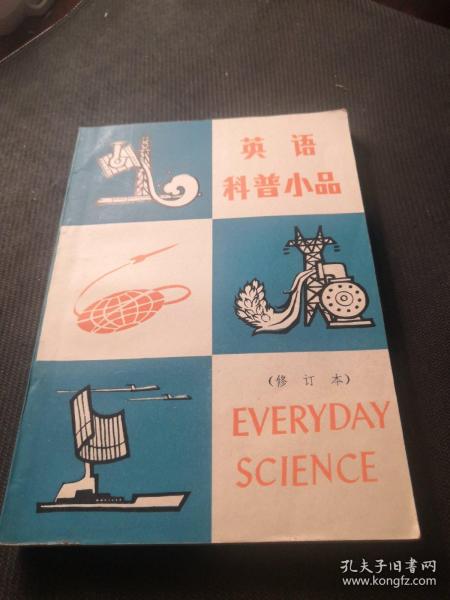 英语
科普小品
(修订本)
EVERYDAY
SCIENCE
孔夫子旧书网
www.kongfz.com